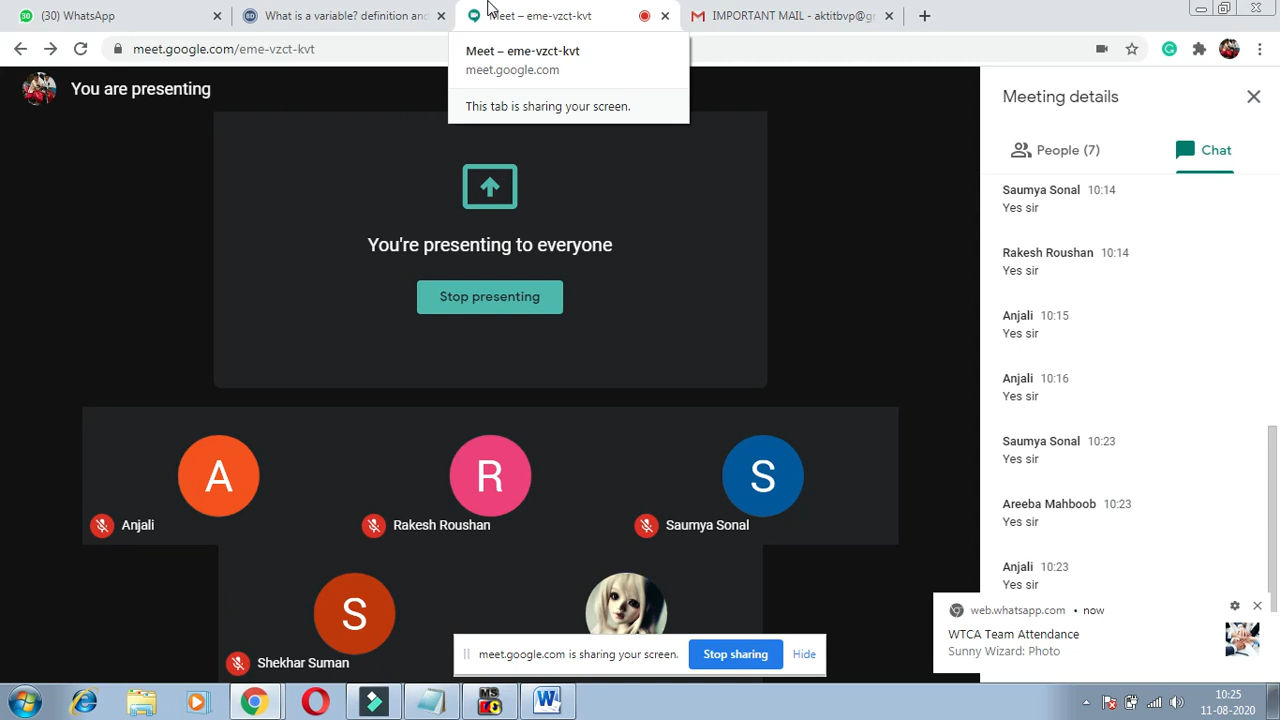 (30) WhatsApp
What is a variable? definition and
Meet – eme-vzct-kvt
IMPORTANT MAIL - aktitbvp@gr
meet.google.com/eme-vzct-kvt
Meet – eme-vzct-kvt
meet.google.com
This tab is sharing your screen.
You are presenting
You're presenting to everyone
Stop presenting
A
Anjali
R
Rakesh Roushan
S
Saumya Sonal
S
Shekhar Suman
Meeting details
People (7)
Chat
Saumya Sonal 10:14
Yes sir
Rakesh Roushan 10:14
Yes sir
Anjali 10:15
Yes sir
Anjali 10:16
Yes sir
Saumya Sonal 10:23
Yes sir
Areeba Mahboob 10:23
Yes sir
Anjali 10:23
Yes sir
web.whatsapp.com • now
WTCA Team Attendance
Sunny Wizard: Photo
meet.google.com is sharing your screen.
Stop sharing
Hide
10:25
11-08-2020